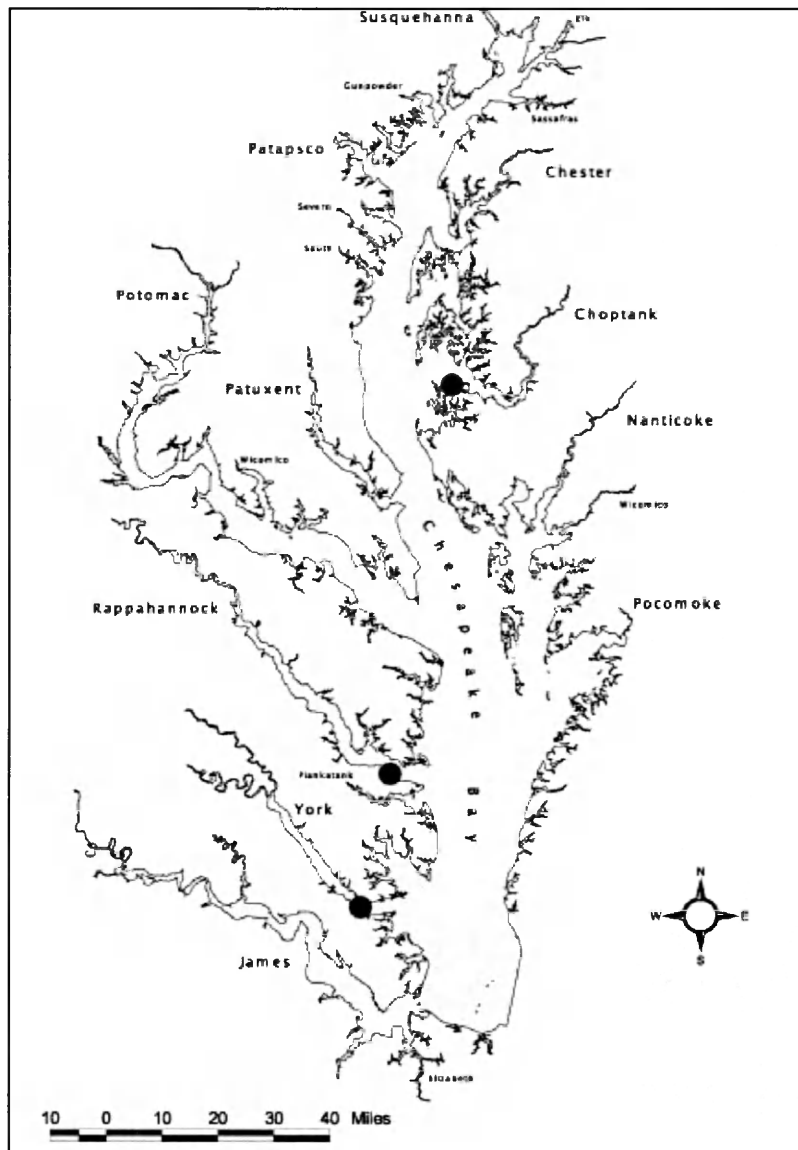 Susquehanna
Elk
Gunpowder
Sassafras
Patapsco
Chester
Severn
South
Potomac
Choptank
Patuxent
Nanticoke
Wicomico
Wicomico
Chesapeake Bay
Rappahannock
Pocomoke
Piankatank
York
N
W E
S
James
Elizabeth
10 0 10 20 30 40 Miles